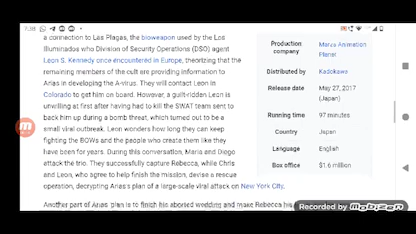 7:38
a connection to Las Plagas, the bioweapon used by the Los
Illuminados who Division of Security Operations (DSO) agent
Leon S. Kennedy once encountered in Europe, theorizing that the
remaining members of the cult are providing information to
Arias in developing the A-virus. They will contact Leon in
Colorado to get him on board. However, a guilt-ridden Leon is
unwilling at first after having had to kill the SWAT team sent to
back him up during a bomb threat, which turned out to be a
small viral outbreak. Leon wonders how long they can keep
fighting the BOWs and the people who create them like they
have been for years. During this conversation, Maria and Diego
attack the trio. They successfully capture Rebecca, while Chris
and Leon, who agree to help finish the mission, devise a rescue
operation, decrypting Arias's plan of a large-scale viral attack on
New York City.
Another part of Arias' plan is to finish his aborted wedding and make Rebecca his
Production company Marza Animation Planet
Distributed by Kadokawa
Release date May 27, 2017 (Japan)
Running time 97 minutes
Country Japan
Language English
Box office $1.6 million
Recorded by Mobizen